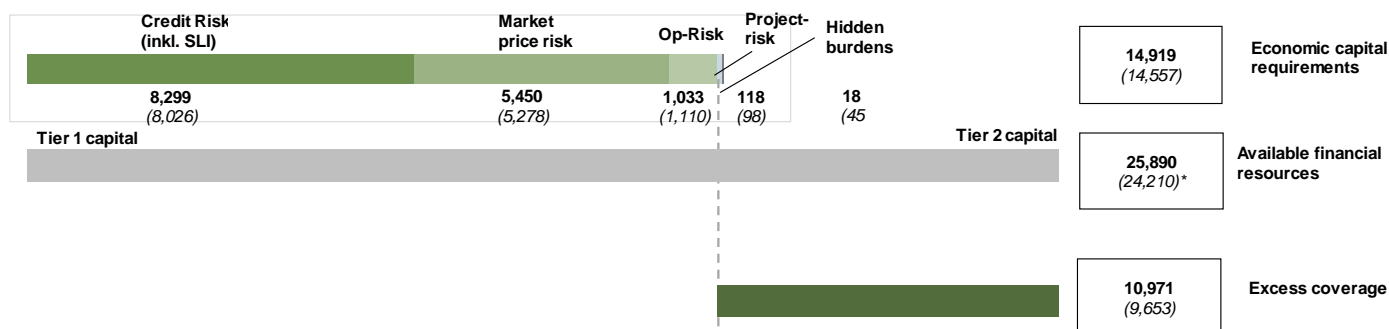 Credit Risk
(inkl. SLI)
Market
price risk
Op-Risk
Project-
risk
Hidden
burdens
8,299
(8,026)
5,450
(5,278)
1,033
(1,110)
118
(98)
18
(45
14,919
(14,557)
Economic capital
requirements
Tier 1 capital
Tier 2 capital
25,890
(24,210)*
Available financial
resources
10,971
(9,653)
Excess coverage